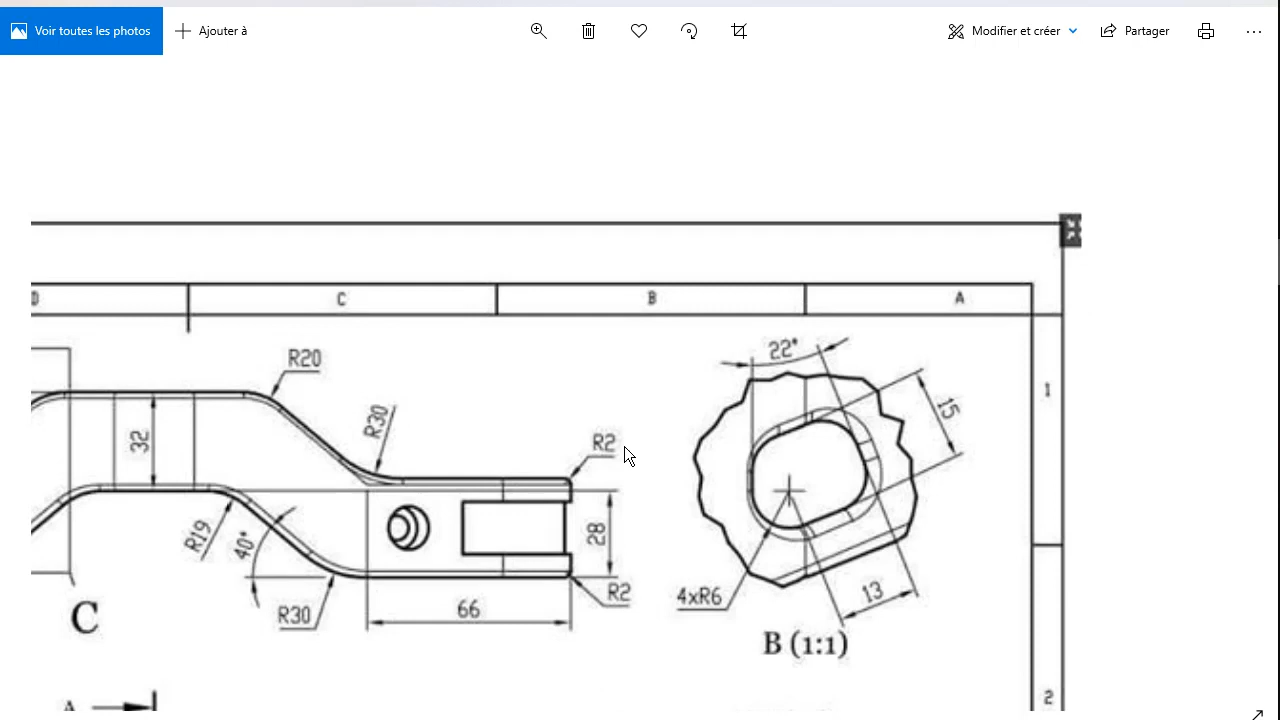 Voir toutes les photos
Ajouter à
Modifier et créer
Partager
C
B
A
1
2
R20
R30
32
R2
R19
40°
28
R30
66
R2
C
22°
15
4xR6
13
B (1:1)